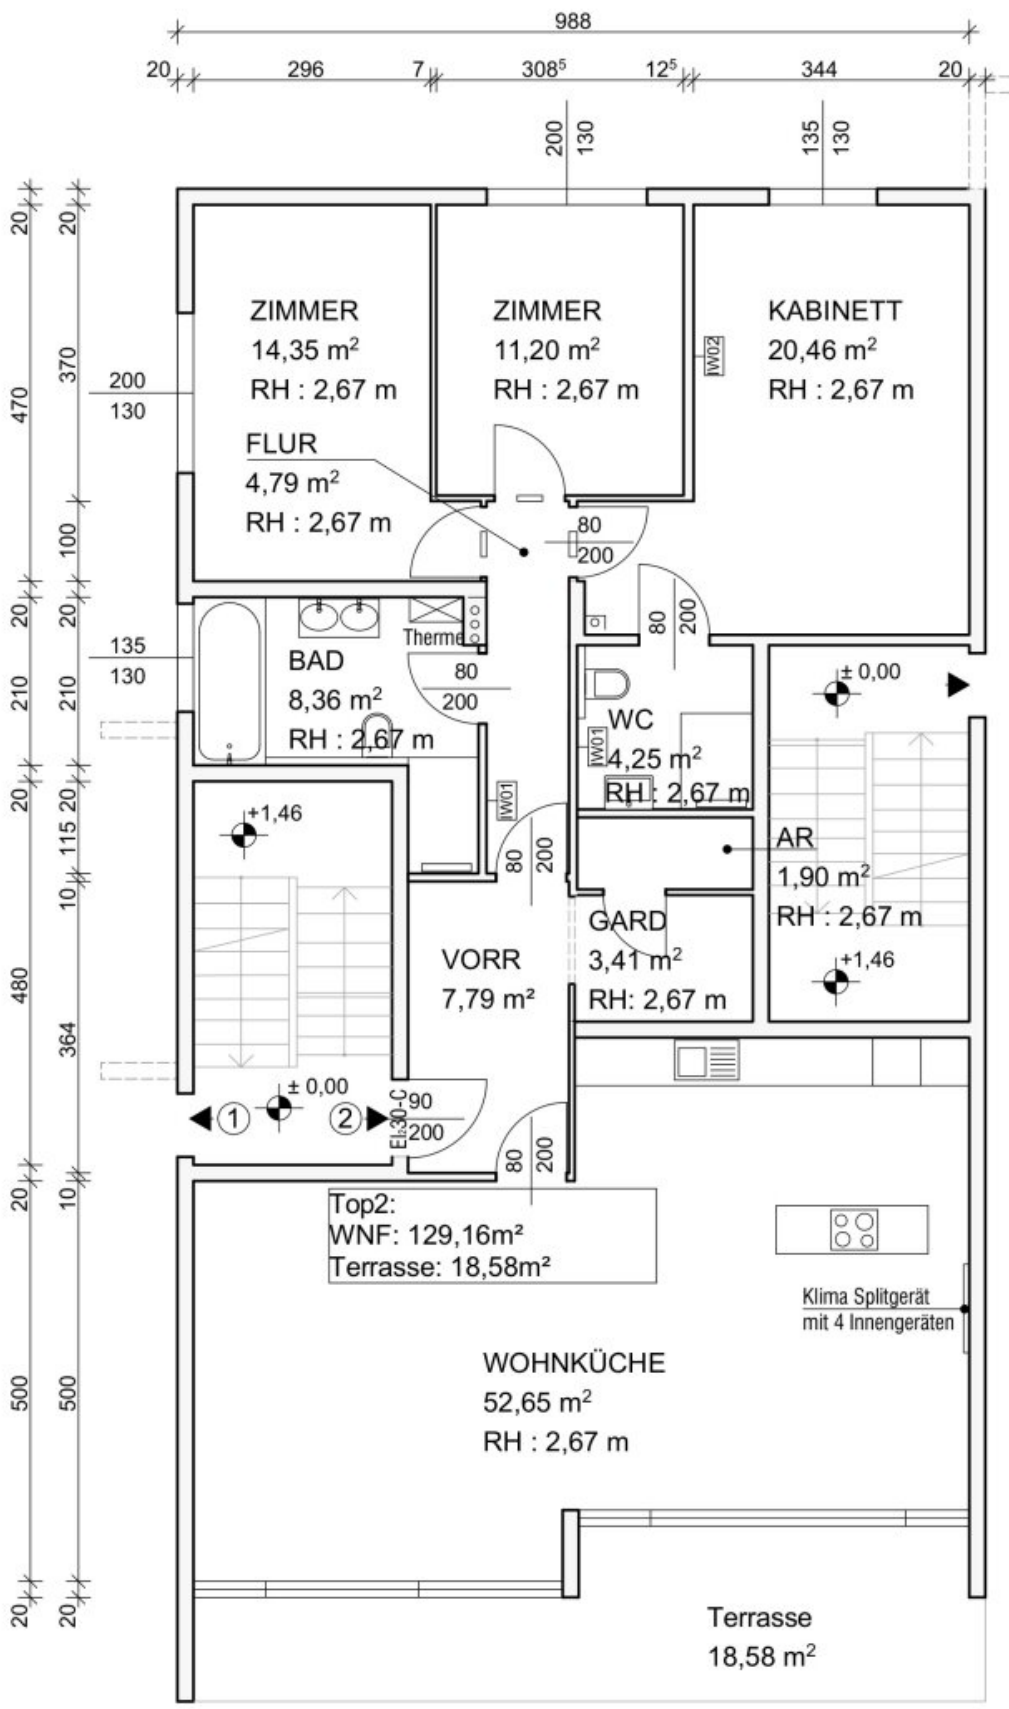 988
20 296 7 308⁵ 12⁵ 344 20
200
130
135
130
20
20
370
470
100
20
20
210
210
20
20
115
10
480
364
20
10
500
500
20
20
ZIMMER
14,35 m²
RH : 2,67 m
ZIMMER
11,20 m²
RH : 2,67 m
KABINETT
20,46 m²
RH : 2,67 m
IW02
200
130
FLUR
4,79 m²
RH : 2,67 m
80
200
80
200
135
130
Therme
BAD
8,36 m²
RH : 2,67 m
80
200
WC
4,25 m²
RH : 2,67 m
IW01
IW01
± 0,00
+1,46
80
200
AR
1,90 m²
RH : 2,67 m
+1,46
GARD
3,41 m²
RH: 2,67 m
VORR
7,79 m²
± 0,00
1
2
EI₂30-C
90
200
80
200
Top2:
WNF: 129,16m²
Terrasse: 18,58m²
Klima Splitgerät
mit 4 Innengeräten
WOHNKÜCHE
52,65 m²
RH : 2,67 m
Terrasse
18,58 m²